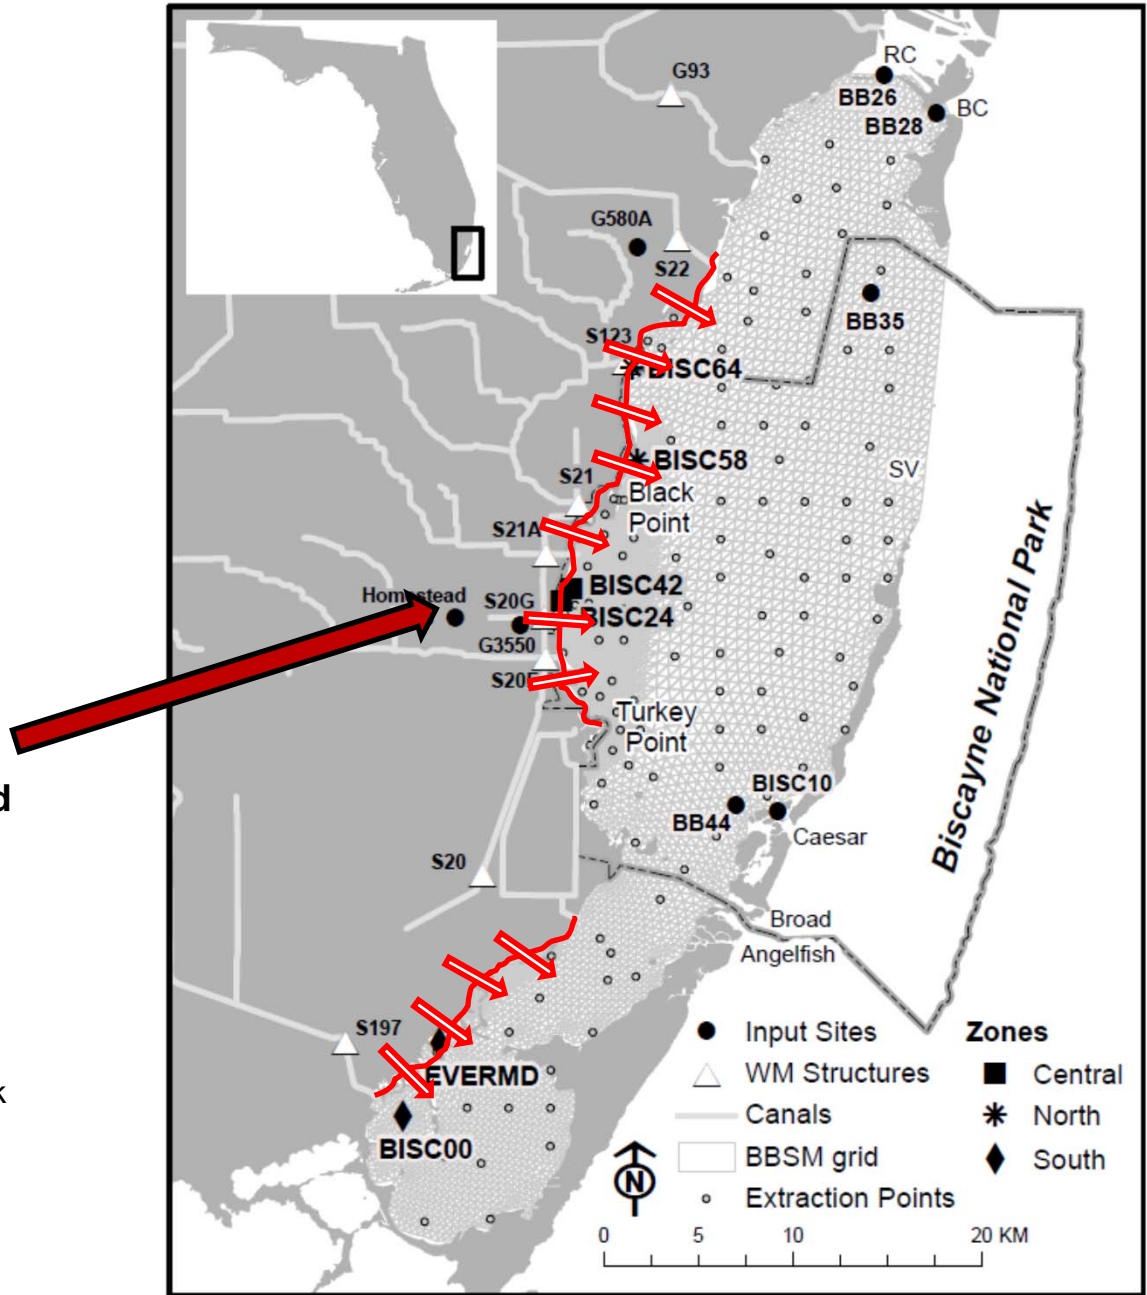 RC
G93
BB26
BC
BB28
G580A
S22
BB35
S123
BISC64
BISC58
SV
S21
Black
Point
S21A
BISC42
Homestead
S20G
BISC24
G3550
S20F
Turkey
Point
Biscayne National Park
d
BISC10
BB44
Caesar
S20
Broad
Angelfish
S197
EVERMD
k
BISC00
Input Sites
WM Structures
Canals
BBSM grid
Extraction Points
Zones
Central
North
South
N
0 5 10 20 KM